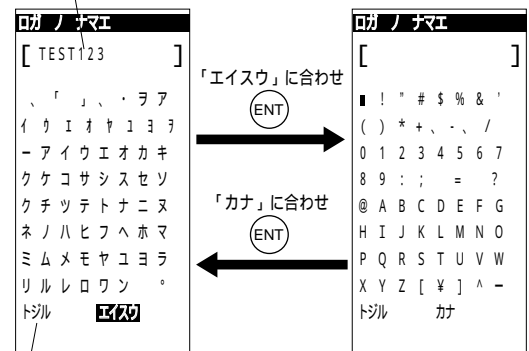 ロガ ノ ナマエ
[ TEST123 ]
、 「 」 、 ・ ヲ ァ
ィ ゥ ェ ォ ャ ュ ョ ッ
ー ア イ ウ エ オ カ キ
ク ケ コ サ シ ス セ ソ
ク チ ツ テ ト ナ ニ ヌ
ネ ノ ハ ヒ フ ヘ ホ マ
ミ ム メ モ ヤ ユ ヨ ラ
リ ル レ ロ ワ ン °
トジル エイスウ
「エイスウ」に合わせ
ENT
「カナ」に合わせ
ENT
ロガ ノ ナマエ
[ ]
! " # $ % & '
( ) * + 、 - 、 /
0 1 2 3 4 5 6 7
8 9 : ; = ?
@ A B C D E F G
H I J K L M N O
P Q R S T U V W
X Y Z [ ¥ ] ^ −
トジル カナ